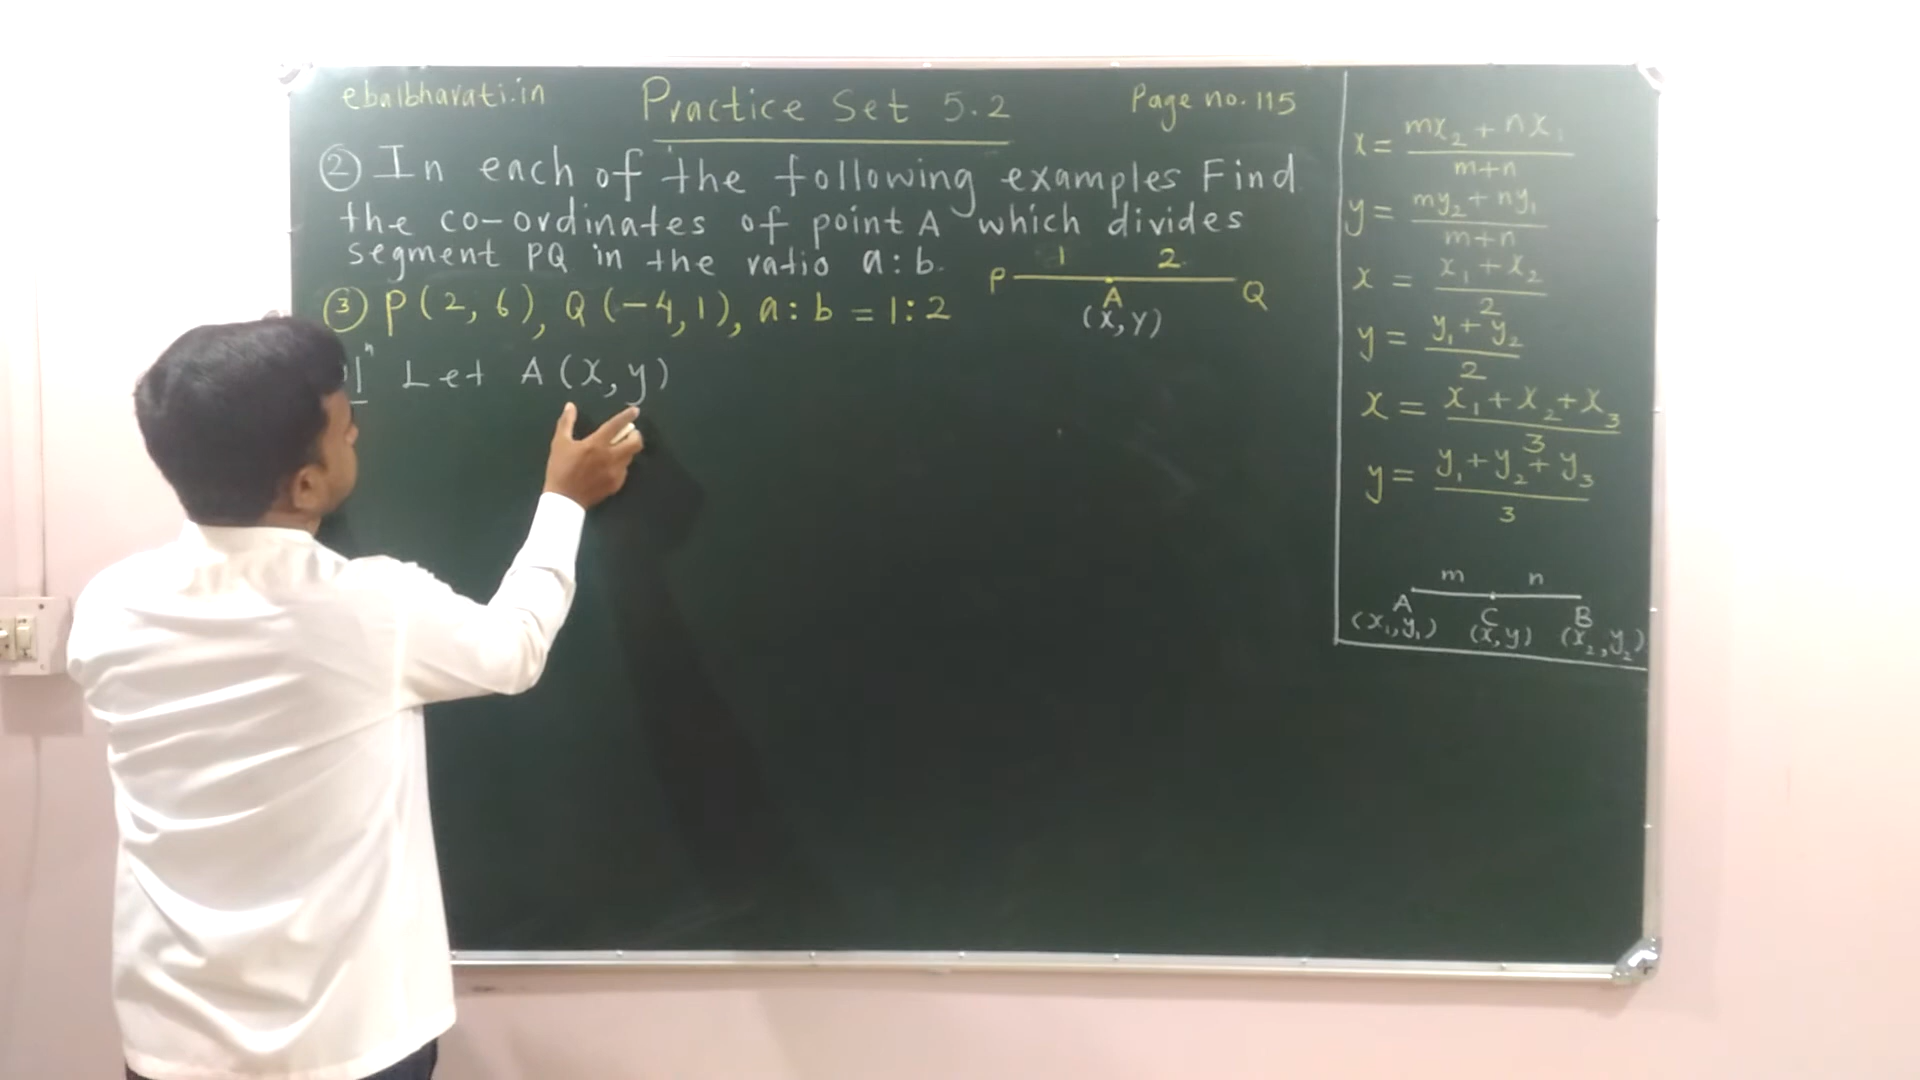 ebalbharati.in
Practice Set 5.2
Page no. 115
② In each of the following examples Find
the co-ordinates of point A which divides
segment PQ in the ratio a:b.
③ P(2, 6), Q(-4, 1), a:b = 1:2
Let A(x, y)
1 2
P A Q
(x, y)
x = mx₂ + nx₁ / m+n
y = my₂ + ny₁ / m+n
x = x₁ + x₂ / 2
y = y₁ + y₂ / 2
x = x₁ + x₂ + x₃ / 3
y = y₁ + y₂ + y₃ / 3
m n
A C B
(x₁, y₁) (x, y) (x₂, y₂)